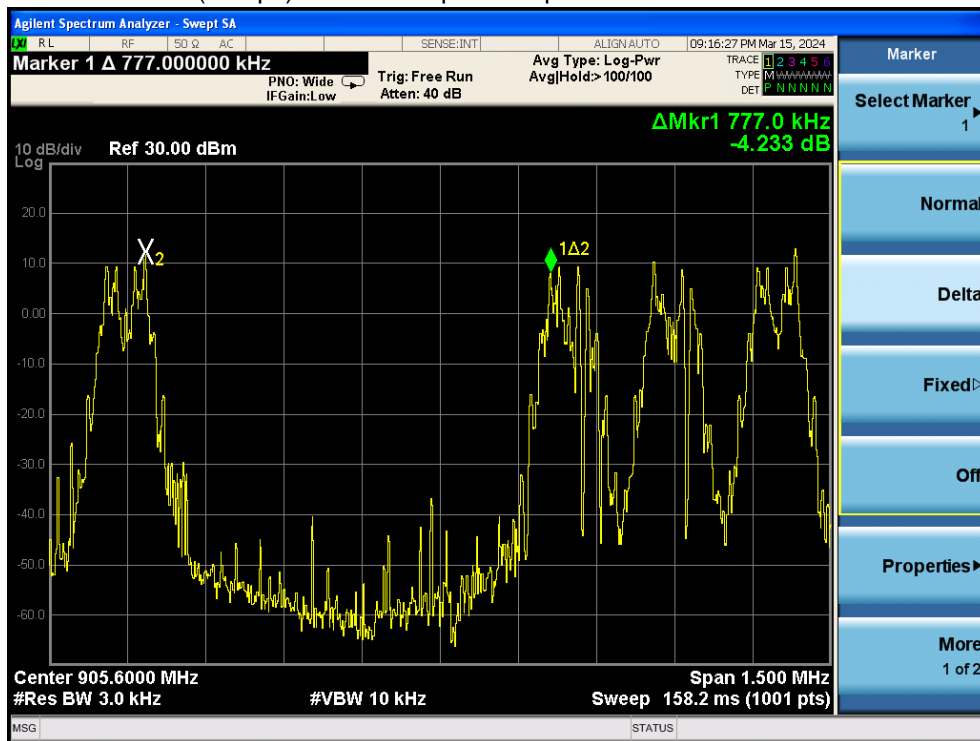 Agilent Spectrum Analyzer - Swept SA
LXI RL RF 50 Ω AC SENSE:INT ALIGN AUTO 09:16:27 PM Mar 15, 2024
Marker 1 Δ 777.000000 kHz
PNO: Wide
IFGain:Low
Trig: Free Run
Atten: 40 dB
Avg Type: Log-Pwr
Avg|Hold:>100/100
TRACE 1 2 3 4 5 6
TYPE M
DET P N N N N N
ΔMkr1 777.0 kHz
-4.233 dB
10 dB/div Ref 30.00 dBm
Log
20.0
10.0
0.00
-10.0
-20.0
-30.0
-40.0
-50.0
-60.0
2
1Δ2
Center 905.6000 MHz
Span 1.500 MHz
#Res BW 3.0 kHz
#VBW 10 kHz
Sweep 158.2 ms (1001 pts)
MSG
STATUS
Marker
Select Marker
1
Normal
Delta
Fixed
Off
Properties
More
1 of 2